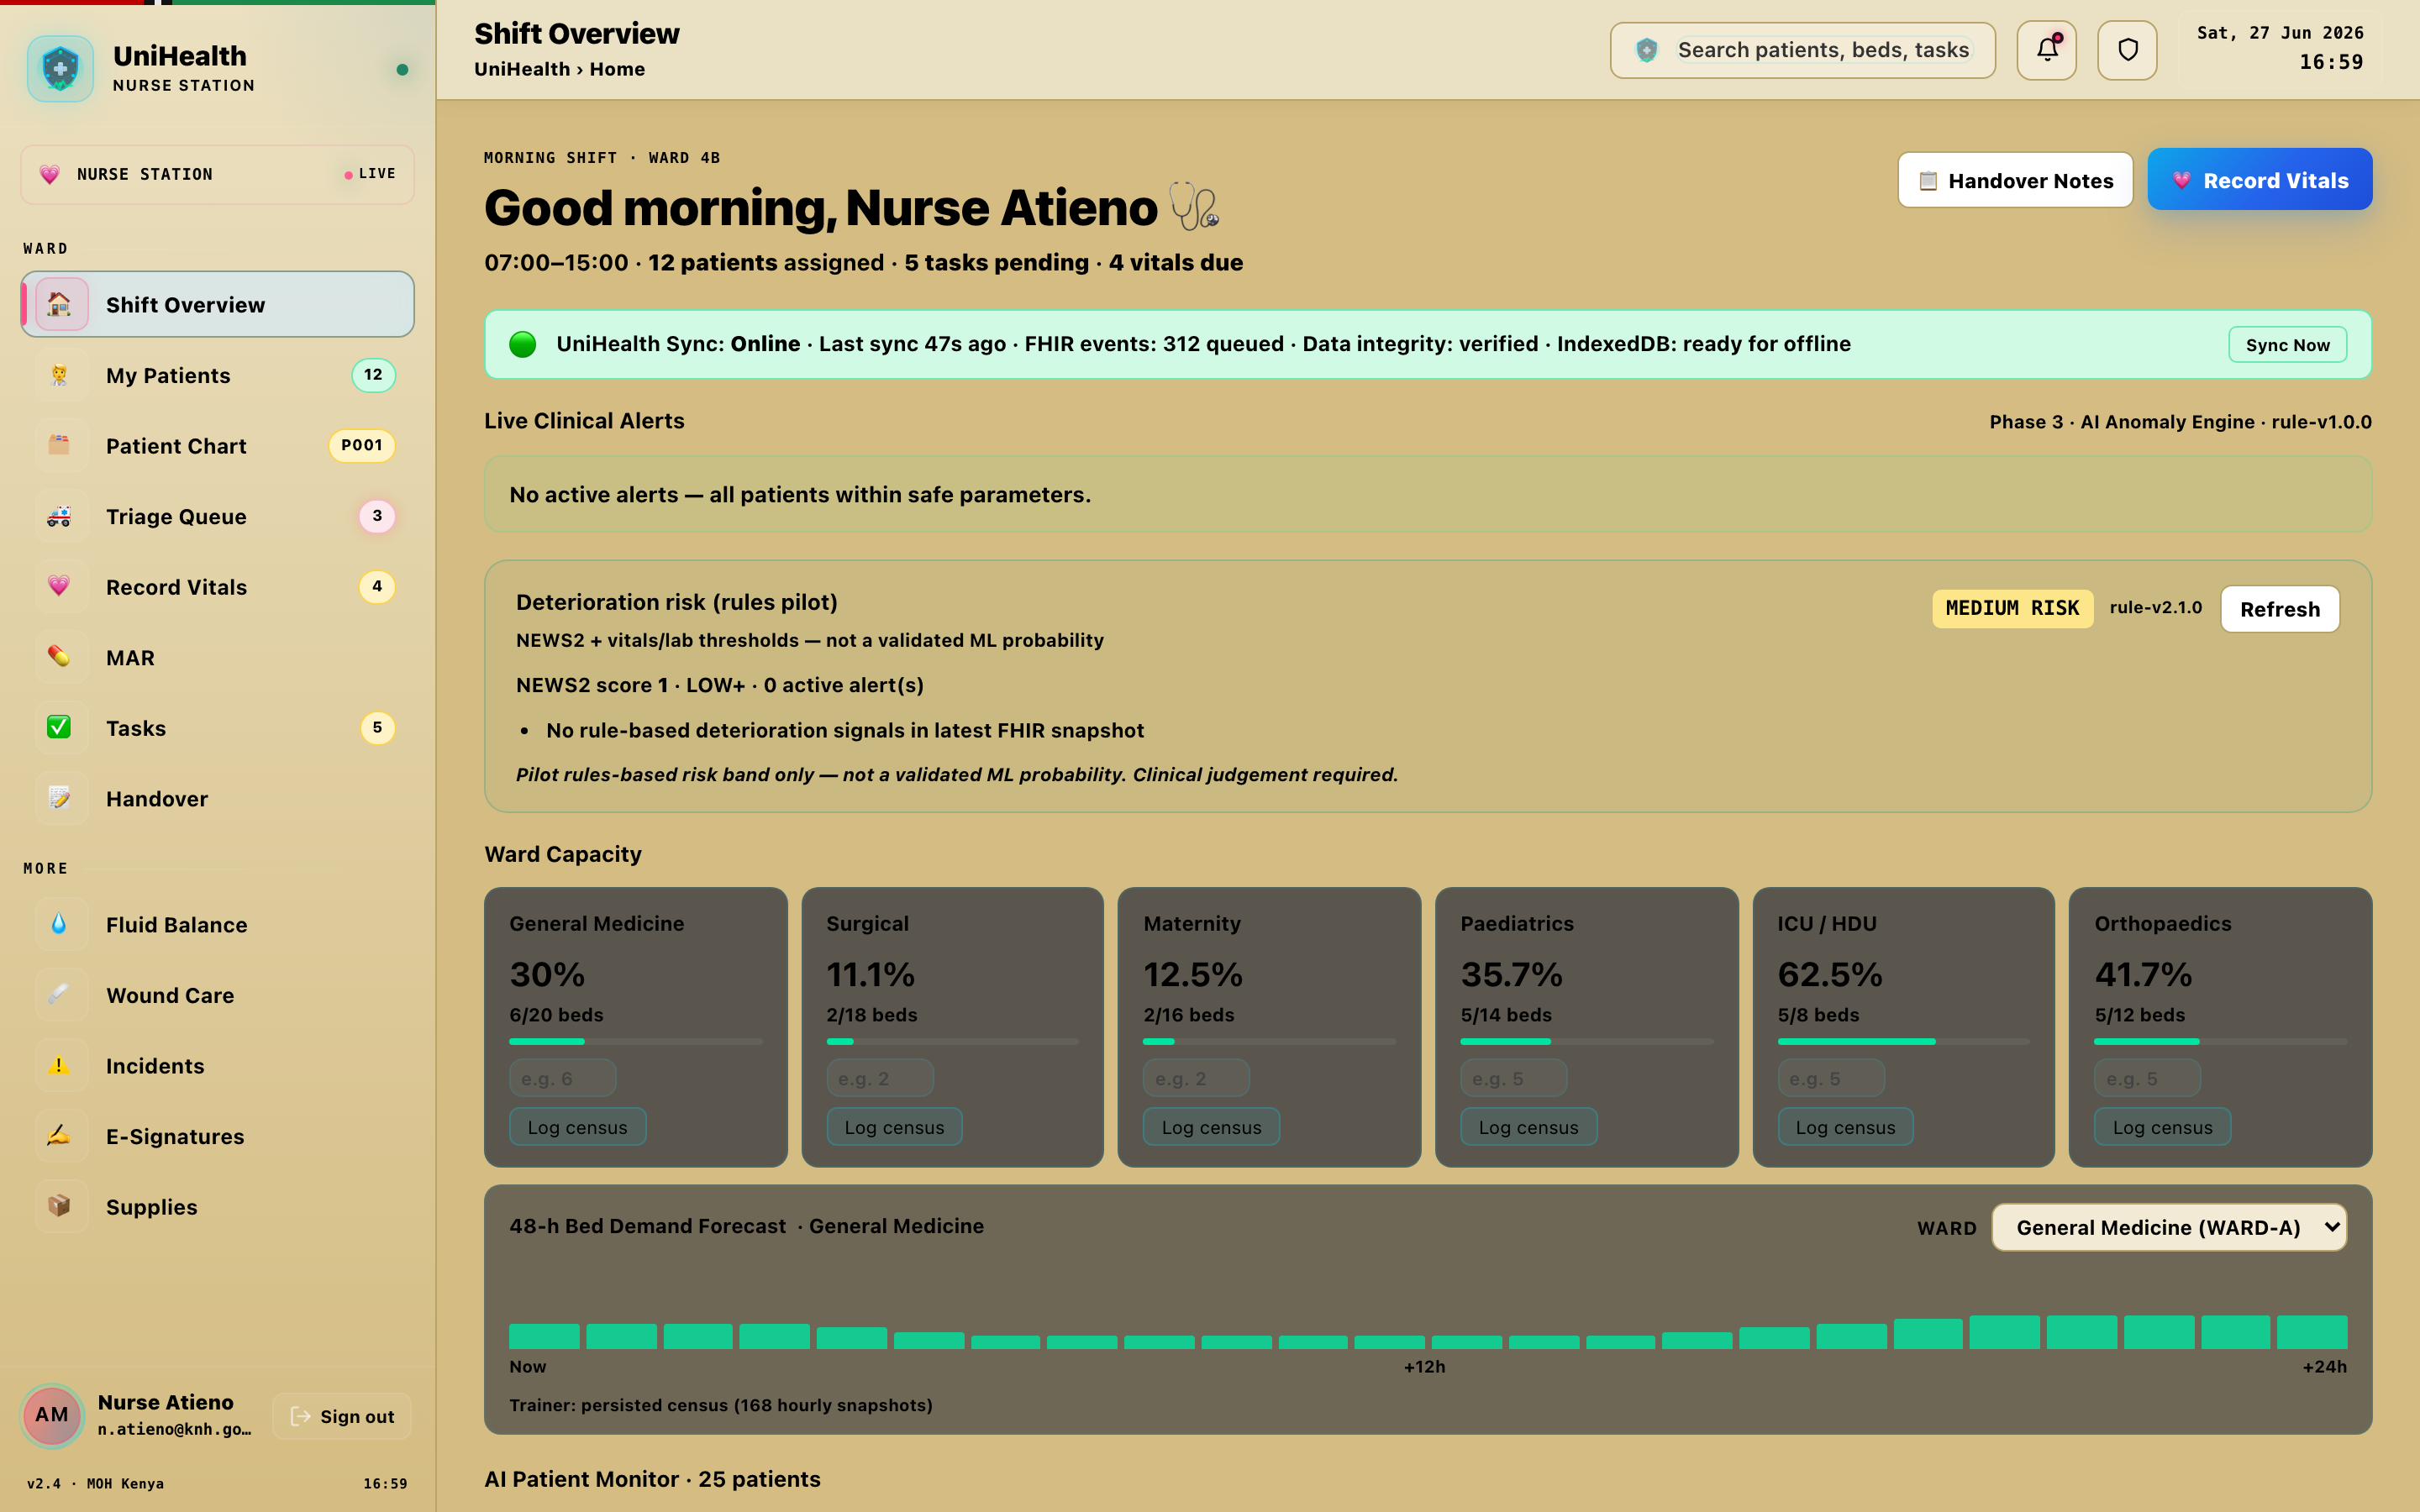 UniHealth
NURSE STATION
NURSE STATION
LIVE
WARD
Shift Overview
My Patients
12
Patient Chart
P001
Triage Queue
3
Record Vitals
4
MAR
Tasks
5
Handover
MORE
Fluid Balance
Wound Care
Incidents
E-Signatures
Supplies
AM
Nurse Atieno
n.atieno@knh.go…
Sign out
v2.4 · MOH Kenya
16:59
Shift Overview
UniHealth › Home
Search patients, beds, tasks
Sat, 27 Jun 2026
16:59
MORNING SHIFT · WARD 4B
Good morning, Nurse Atieno
07:00–15:00 · 12 patients assigned · 5 tasks pending · 4 vitals due
Handover Notes
Record Vitals
UniHealth Sync: Online · Last sync 47s ago · FHIR events: 312 queued · Data integrity: verified · IndexedDB: ready for offline
Sync Now
Live Clinical Alerts
Phase 3 · AI Anomaly Engine · rule-v1.0.0
No active alerts — all patients within safe parameters.
Deterioration risk (rules pilot)
MEDIUM RISK
rule-v2.1.0
Refresh
NEWS2 + vitals/lab thresholds — not a validated ML probability
NEWS2 score 1 · LOW+ · 0 active alert(s)
• No rule-based deterioration signals in latest FHIR snapshot
Pilot rules-based risk band only — not a validated ML probability. Clinical judgement required.
Ward Capacity
General Medicine
30%
6/20 beds
e.g. 6
Log census
Surgical
11.1%
2/18 beds
e.g. 2
Log census
Maternity
12.5%
2/16 beds
e.g. 2
Log census
Paediatrics
35.7%
5/14 beds
e.g. 5
Log census
ICU / HDU
62.5%
5/8 beds
e.g. 5
Log census
Orthopaedics
41.7%
5/12 beds
e.g. 5
Log census
48-h Bed Demand Forecast · General Medicine
WARD
General Medicine (WARD-A)
Now
+12h
+24h
Trainer: persisted census (168 hourly snapshots)
AI Patient Monitor · 25 patients